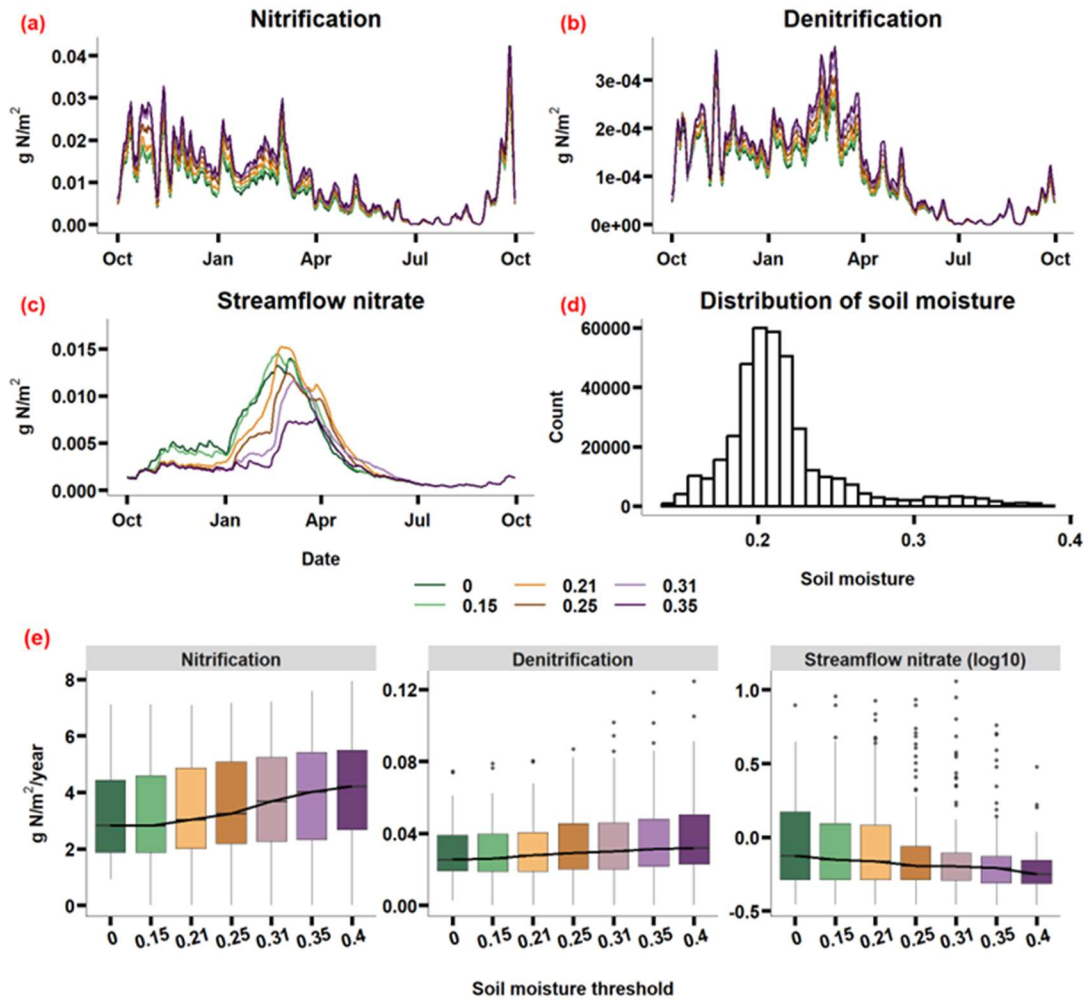 (a) Nitrification
0.04
0.03
0.02
0.01
0.00
g N/m²
Oct Jan Apr Jul Oct
(b) Denitrification
3e-04
2e-04
1e-04
0e+00
g N/m²
Oct Jan Apr Jul Oct
(c) Streamflow nitrate
0.015
0.010
0.005
0.000
g N/m²
Oct Jan Apr Jul Oct
Date
(d) Distribution of soil moisture
60000
40000
20000
0
Count
0.2 0.3 0.4
Soil moisture
0 0.21 0.31
0.15 0.25 0.35
(e)
Nitrification Denitrification Streamflow nitrate (log10)
g N/m²/year
8
6
4
2
0
0 0.15 0.21 0.25 0.31 0.35 0.4
0.12
0.08
0.04
0.00
0 0.15 0.21 0.25 0.31 0.35 0.4
1.0
0.5
0.0
-0.5
0 0.15 0.21 0.25 0.31 0.35 0.4
Soil moisture threshold